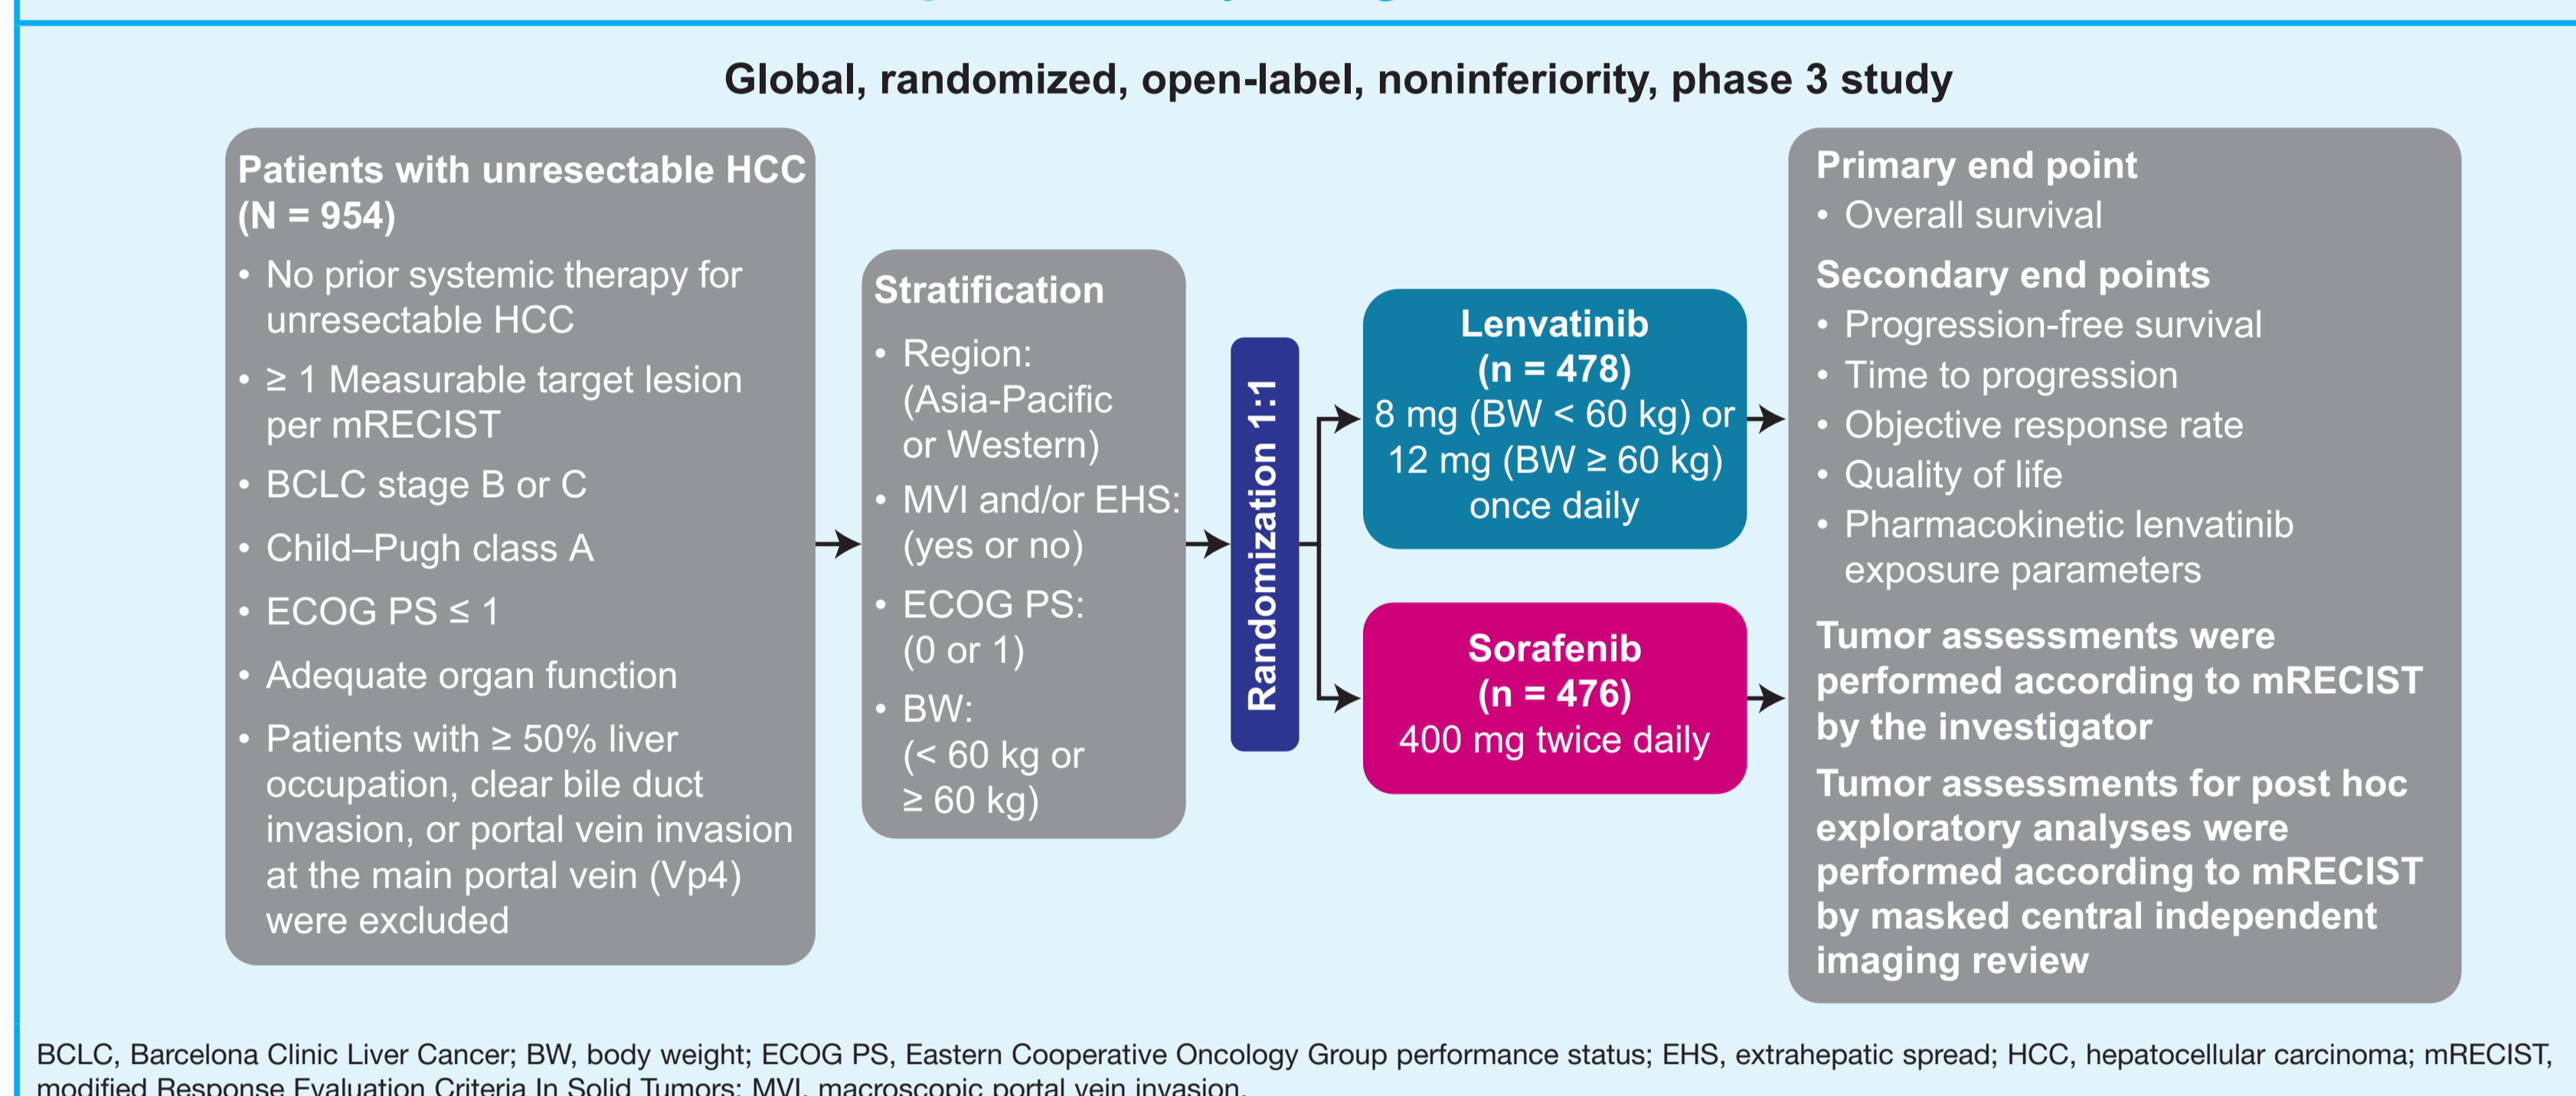 Global, randomized, open-label, noninferiority, phase 3 study
Patients with unresectable HCC
(N = 954)
• No prior systemic therapy for
unresectable HCC
• ≥ 1 Measurable target lesion
per mRECIST
• BCLC stage B or C
• Child–Pugh class A
• ECOG PS ≤ 1
• Adequate organ function
• Patients with ≥ 50% liver
occupation, clear bile duct
invasion, or portal vein invasion
at the main portal vein (Vp4)
were excluded
Stratification
• Region:
(Asia-Pacific
or Western)
• MVI and/or EHS:
(yes or no)
• ECOG PS:
(0 or 1)
• BW:
(< 60 kg or
≥ 60 kg)
Randomization 1:1
Lenvatinib
(n = 478)
8 mg (BW < 60 kg) or
12 mg (BW ≥ 60 kg)
once daily
Sorafenib
(n = 476)
400 mg twice daily
Primary end point
• Overall survival
Secondary end points
• Progression-free survival
• Time to progression
• Objective response rate
• Quality of life
• Pharmacokinetic lenvatinib
exposure parameters
Tumor assessments were
performed according to mRECIST
by the investigator
Tumor assessments for post hoc
exploratory analyses were
performed according to mRECIST
by masked central independent
imaging review
BCLC, Barcelona Clinic Liver Cancer; BW, body weight; ECOG PS, Eastern Cooperative Oncology Group performance status; EHS, extrahepatic spread; HCC, hepatocellular carcinoma; mRECIST,
modified Response Evaluation Criteria In Solid Tumors; MVI, macroscopic portal vein invasion.